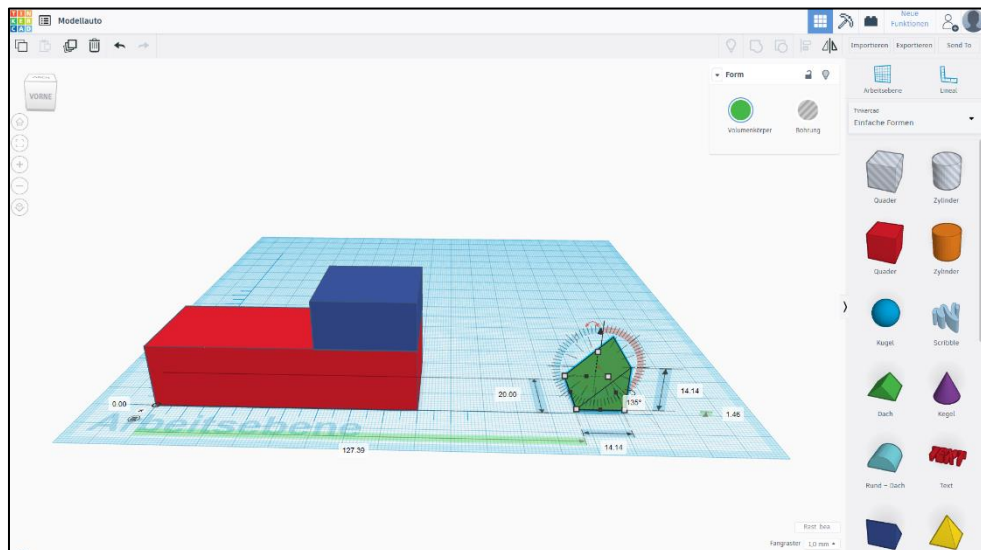 TIN
KER
CAD
Modellauto
Neue
Funktionen
Importieren Exportieren Send To
Form
Volumenkörper
Bohrung
VORNE
Arbeitsebene
Lineal
Tinkercad
Einfache Formen
Quader
Zylinder
Quader
Zylinder
Kugel
Scribble
Dach
Kegel
Rund – Dach
Text
TEXT
0.00
20.00
135°
14.14
1.46
14.14
127.39
Arbeitsebene
Fangraster 1,0 mm